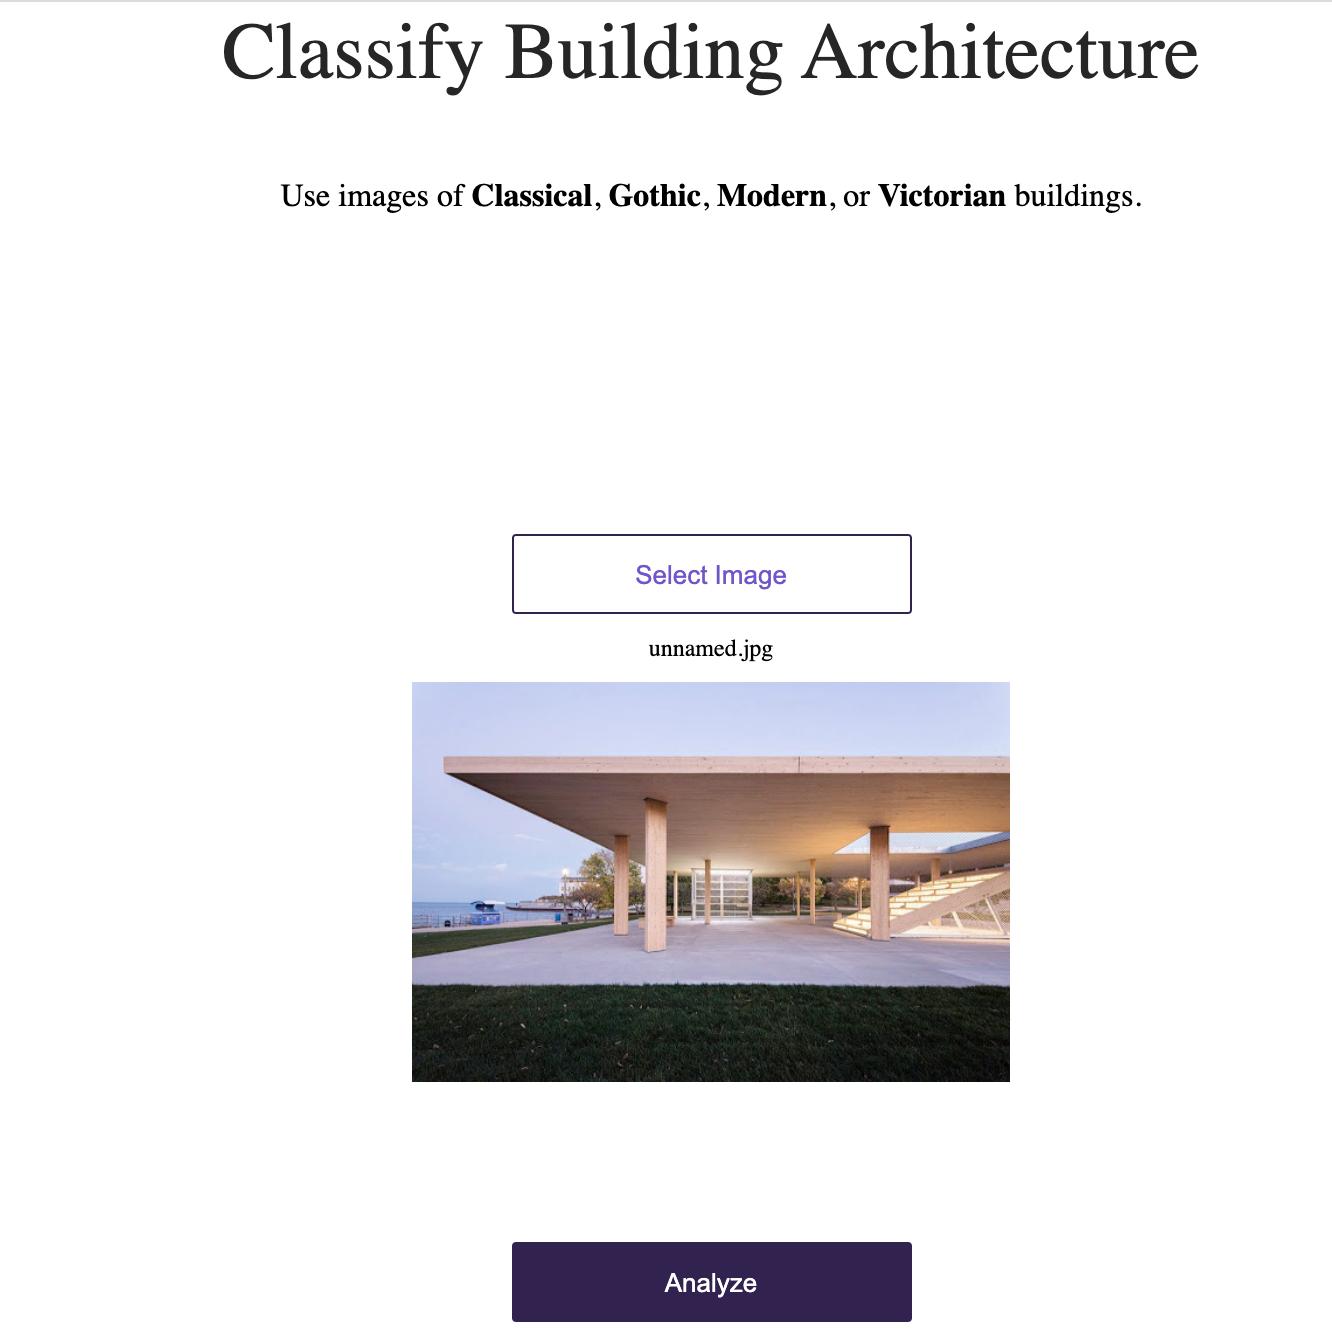 Classify Building Architecture
Use images of Classical, Gothic, Modern, or Victorian buildings.
Select Image
unnamed.jpg
Analyze